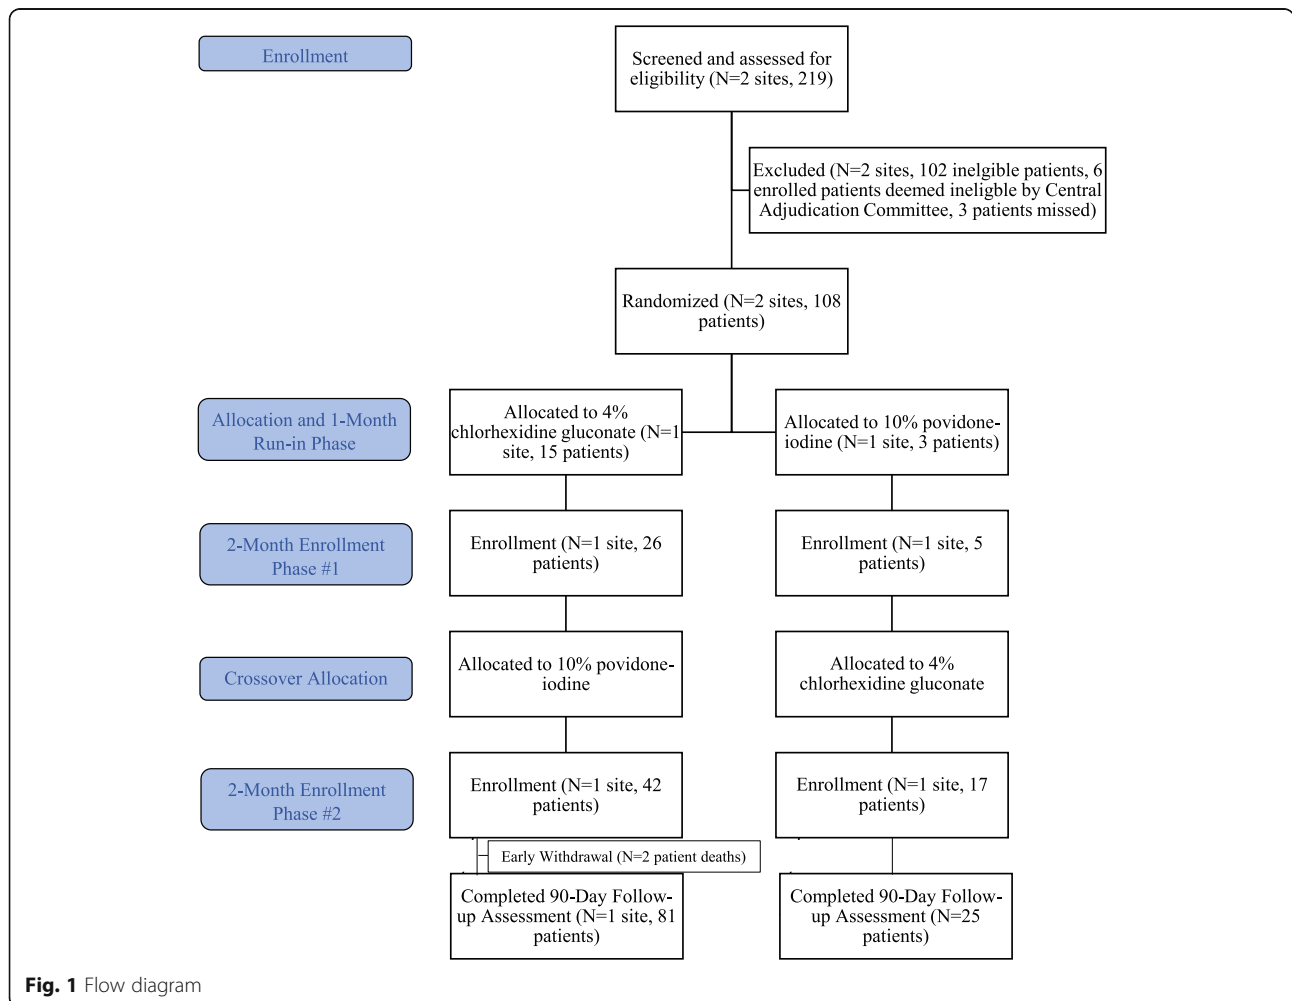 Enrollment
Screened and assessed for
eligibility (N=2 sites, 219)
Excluded (N=2 sites, 102 inelgible patients, 6
enrolled patients deemed ineligble by Central
Adjudication Committee, 3 patients missed)
Randomized (N=2 sites, 108
patients)
Allocation and 1-Month
Run-in Phase
Allocated to 4%
chlorhexidine gluconate (N=1
site, 15 patients)
Allocated to 10% povidone-
iodine (N=1 site, 3 patients)
2-Month Enrollment
Phase #1
Enrollment (N=1 site, 26
patients)
Enrollment (N=1 site, 5
patients)
Crossover Allocation
Allocated to 10% povidone-
iodine
Allocated to 4%
chlorhexidine gluconate
2-Month Enrollment
Phase #2
Enrollment (N=1 site, 42
patients)
Enrollment (N=1 site, 17
patients)
Early Withdrawal (N=2 patient deaths)
Completed 90-Day Follow-
up Assessment (N=1 site, 81
patients)
Completed 90-Day Follow-
up Assessment (N=25
patients)
Fig. 1 Flow diagram